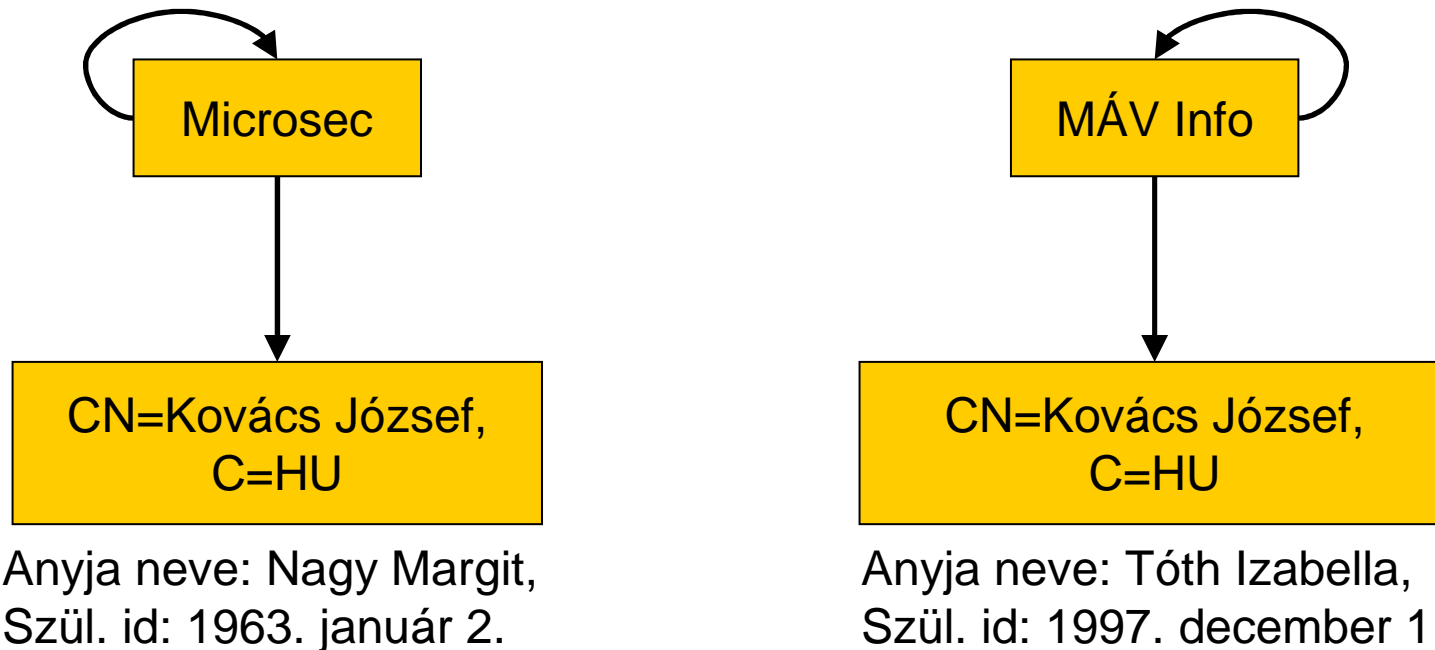 Microsec
MÁV Info
CN=Kovács József,
C=HU
CN=Kovács József,
C=HU
Anyja neve: Nagy Margit,
Szül. id: 1963. január 2.
Anyja neve: Tóth Izabella,
Szül. id: 1997. december 1